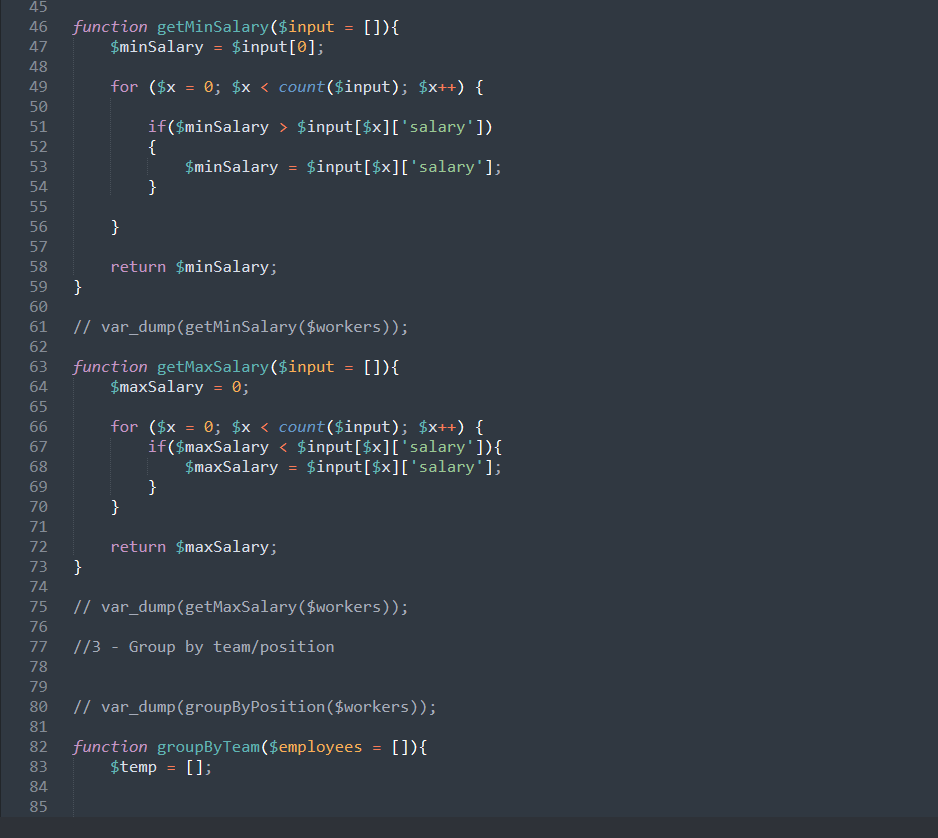 45
46 function getMinSalary($input = []){
47 $minSalary = $input[0];
48
49 for ($x = 0; $x < count($input); $x++) {
50
51 if($minSalary > $input[$x]['salary'])
52 {
53 $minSalary = $input[$x]['salary'];
54 }
55
56 }
57
58 return $minSalary;
59 }
60
61 // var_dump(getMinSalary($workers));
62
63 function getMaxSalary($input = []){
64 $maxSalary = 0;
65
66 for ($x = 0; $x < count($input); $x++) {
67 if($maxSalary < $input[$x]['salary']){
68 $maxSalary = $input[$x]['salary'];
69 }
70 }
71
72 return $maxSalary;
73 }
74
75 // var_dump(getMaxSalary($workers));
76
77 //3 - Group by team/position
78
79
80 // var_dump(groupByPosition($workers));
81
82 function groupByTeam($employees = []){
83 $temp = [];
84
85